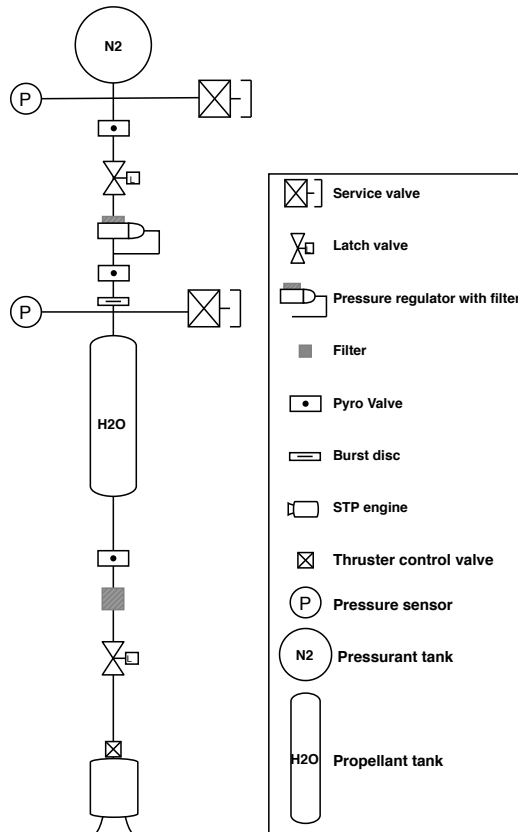 N2
P
L
P
H2O
L
Service valve
L
Latch valve
Pressure regulator with filter
Filter
Pyro Valve
Burst disc
STP engine
Thruster control valve
P
Pressure sensor
N2
Pressurant tank
H2O
Propellant tank